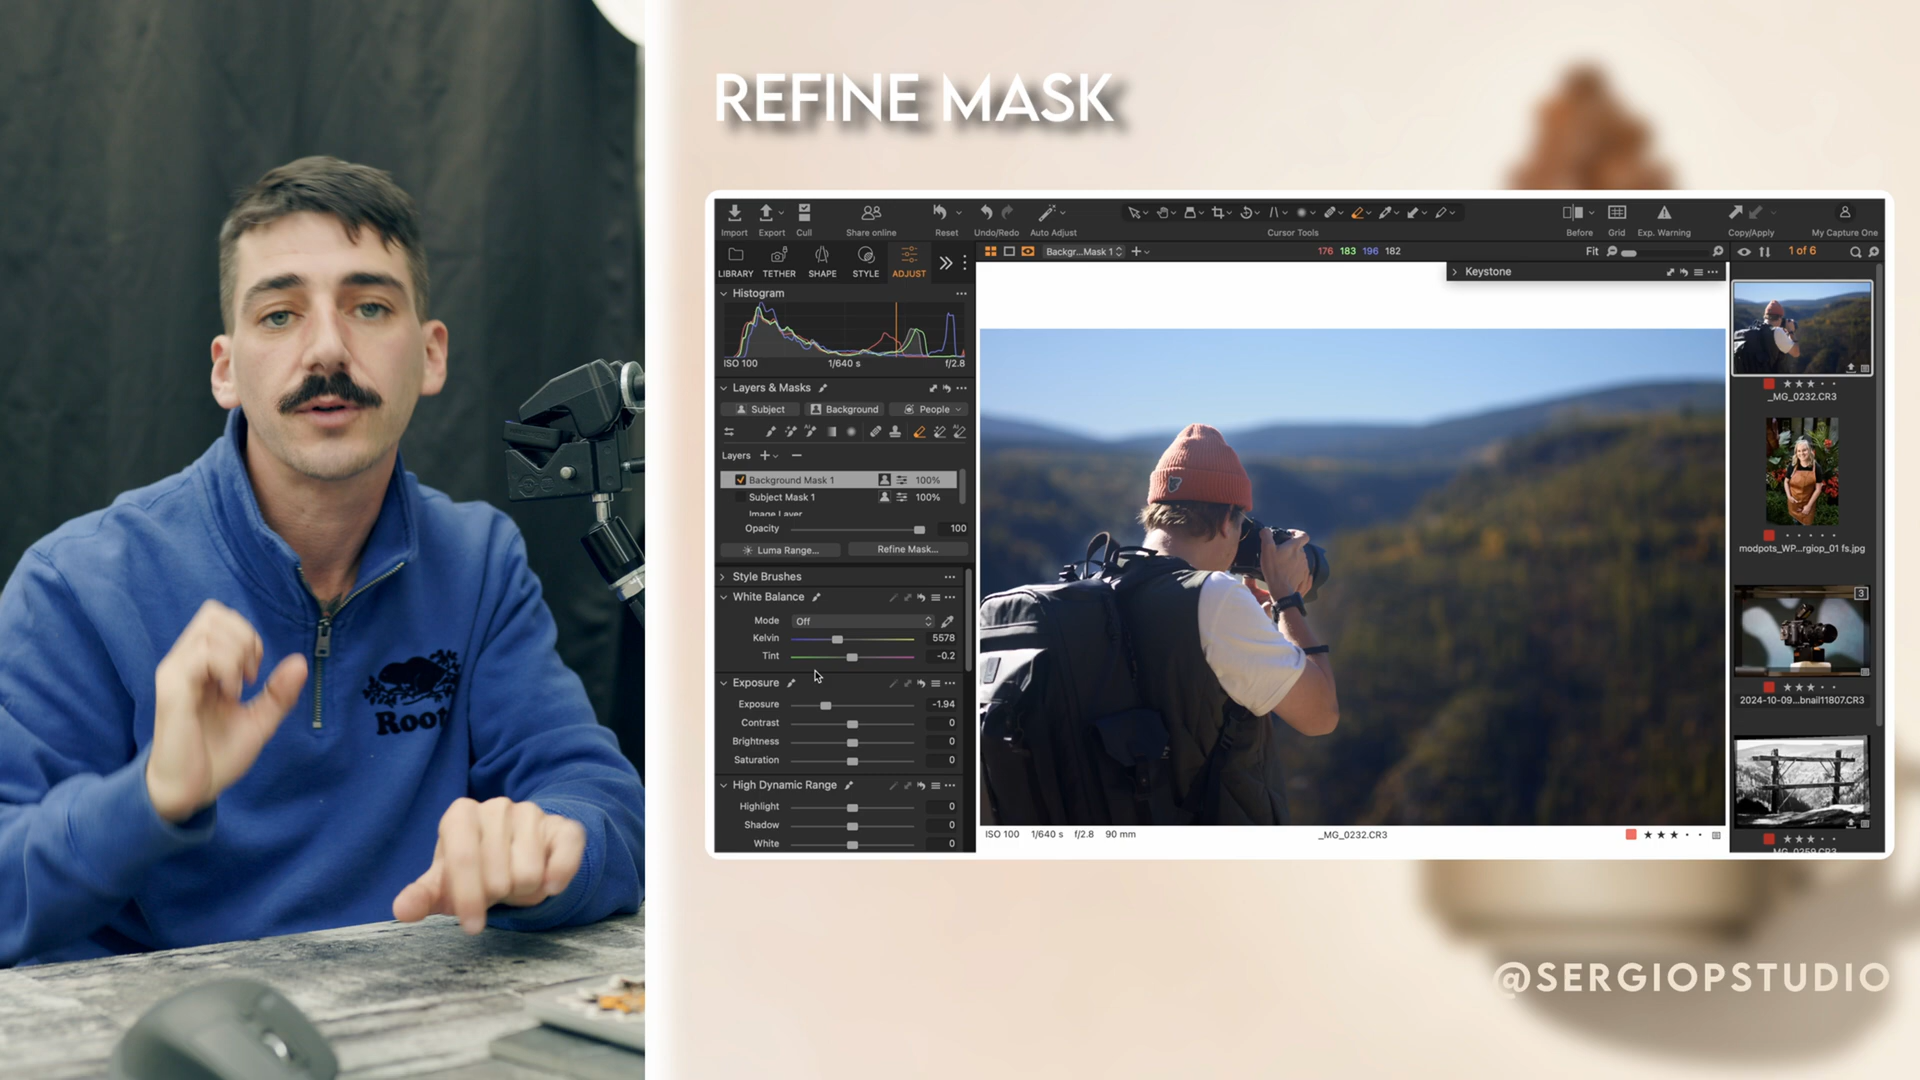 REFINE MASK
Import Export Cull Share online Reset Undo/Redo Auto Adjust Cursor Tools Before Grid Exp. Warning Copy/Apply My Capture One
LIBRARY TETHER SHAPE STYLE ADJUST
Backgr...Mask 1
176 183 196 182
Fit
1 of 6
Keystone
Histogram
ISO 100 1/640 s f/2.8
Layers & Masks
Subject Background People
Layers
Background Mask 1 100%
Subject Mask 1 100%
Image Layer
Opacity 100
Luma Range... Refine Mask...
Style Brushes
White Balance
Mode Off
Kelvin 5578
Tint -0.2
Exposure
Exposure -1.94
Contrast 0
Brightness 0
Saturation 0
High Dynamic Range
Highlight 0
Shadow 0
White 0
ISO 100 1/640 s f/2.8 90 mm
_MG_0232.CR3
_MG_0232.CR3
modpots_WP...rgiop_01 fs.jpg
3
2024-10-09...bnail11807.CR3
_MG_0259.CR3
Root
@SERGIOPSTUDIO